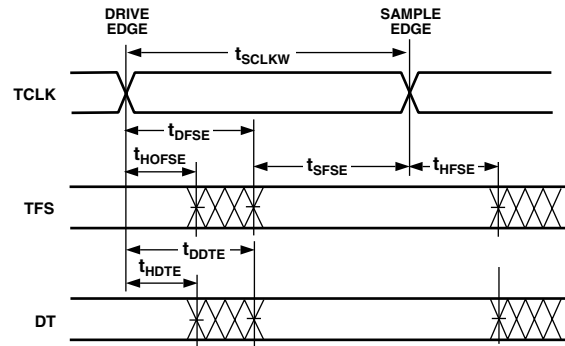 DRIVE EDGE
SAMPLE EDGE
tSCLKW
TCLK
tDFSE
tHOFSE
tSFSE
tHFSE
TFS
tDDTE
tHDTE
DT